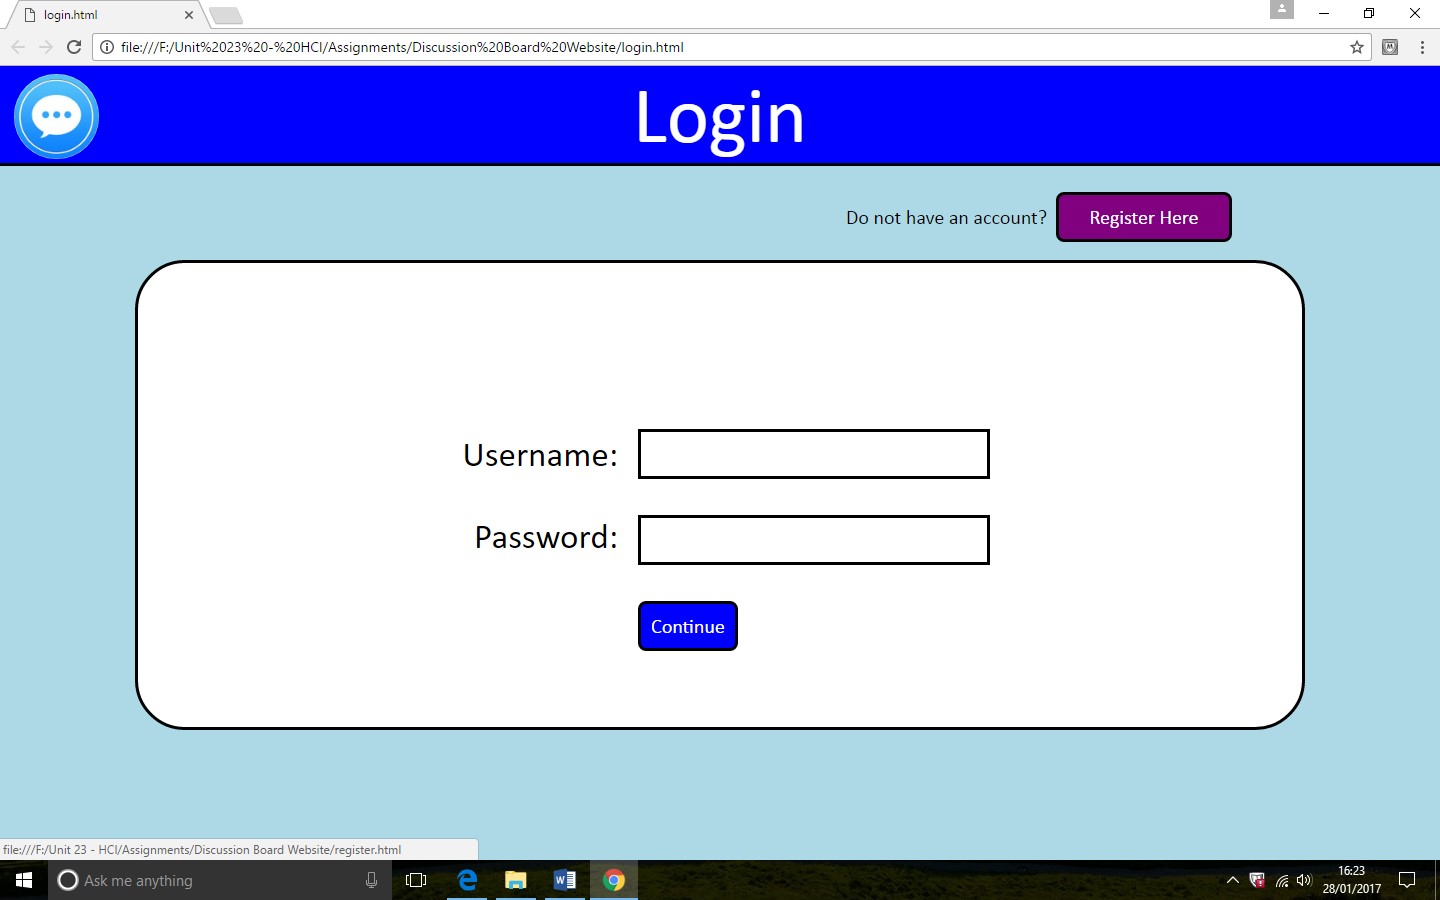 login.html
file:///F:/Unit%2023%20-%20HCI/Assignments/Discussion%20Board%20Website/login.html
Login
Do not have an account? Register Here
Username:
Password:
Continue
file:///F:/Unit 23 - HCI/Assignments/Discussion Board Website/register.html
Ask me anything
16:23
28/01/2017